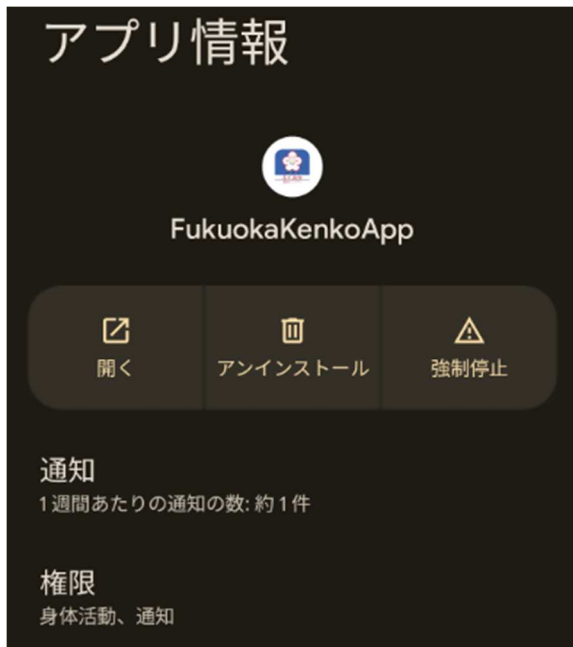 アプリ情報
FukuokaKenkoApp
開く
アンインストール
強制停止
通知
1週間あたりの通知の数: 約1件
権限
身体活動、通知